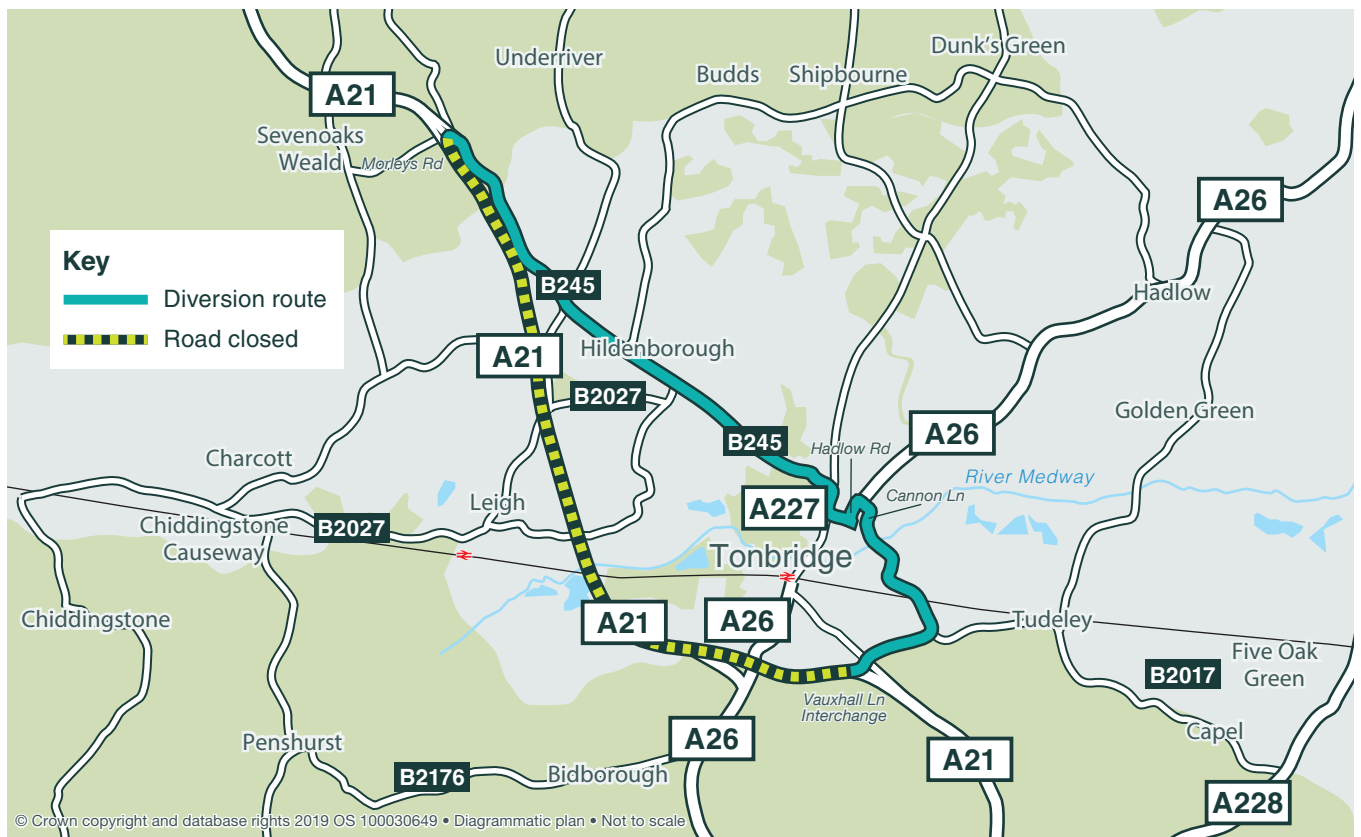 Underriver
Dunk's Green
Budds
Shipbourne
A21
Sevenoaks
Weald
Morleys Rd
A26
Key
Diversion route
Road closed
B245
Hadlow
A21
Hildenborough
B2027
Golden Green
B245
Hadlow Rd
A26
Charcott
River Medway
Cannon Ln
Leigh
A227
Chiddingstone
Causeway
B2027
Tonbridge
Chiddingstone
A21
A26
Tudeley
Five Oak
Green
B2017
Vauxhall Ln
Interchange
Capel
Penshurst
A26
A21
B2176
Bidborough
A228
© Crown copyright and database rights 2019 OS 100030649 • Diagrammatic plan • Not to scale